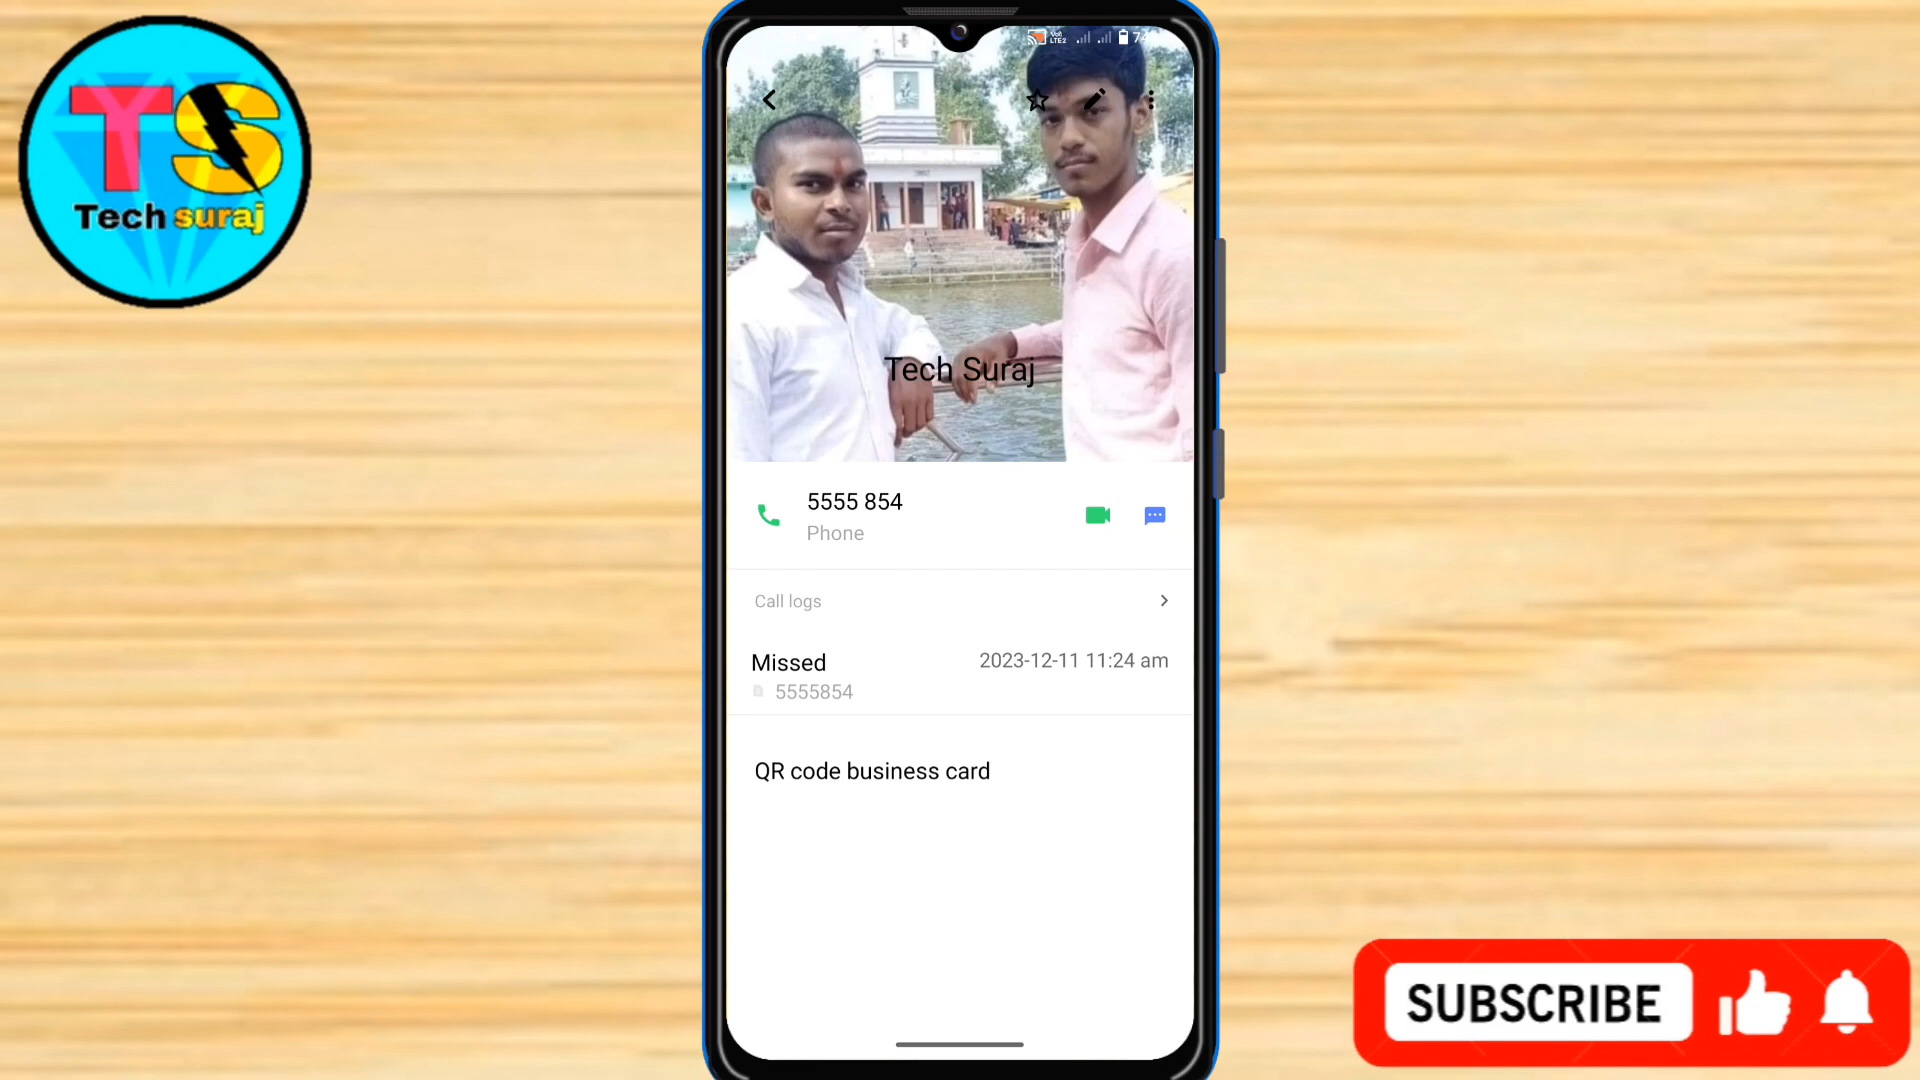 TS
Tech suraj
Tech Suraj
5555 854
Phone
Call logs
Missed
2023-12-11 11:24 am
5555854
QR code business card
SUBSCRIBE